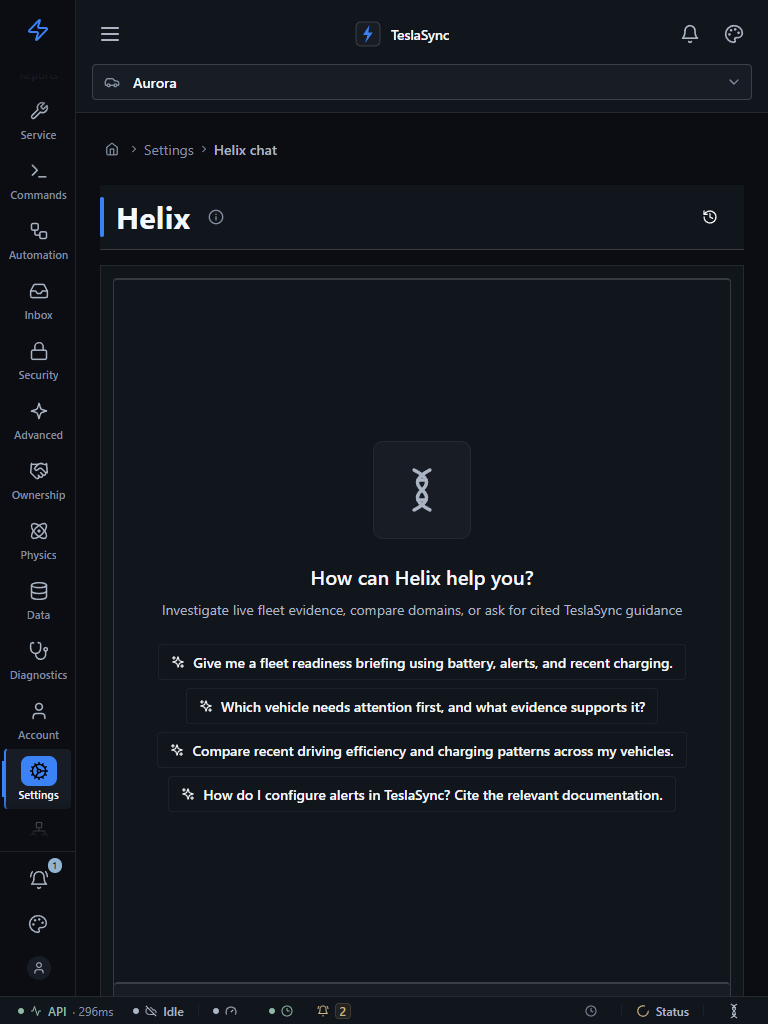 TeslaSync
Aurora
Reports
Service
Commands
Automation
Inbox
Security
Advanced
Ownership
Physics
Data
Diagnostics
Account
Settings
1
Settings
Helix chat
Helix
How can Helix help you?
Investigate live fleet evidence, compare domains, or ask for cited TeslaSync guidance
Give me a fleet readiness briefing using battery, alerts, and recent charging.
Which vehicle needs attention first, and what evidence supports it?
Compare recent driving efficiency and charging patterns across my vehicles.
How do I configure alerts in TeslaSync? Cite the relevant documentation.
API · 296ms Idle 2 Status